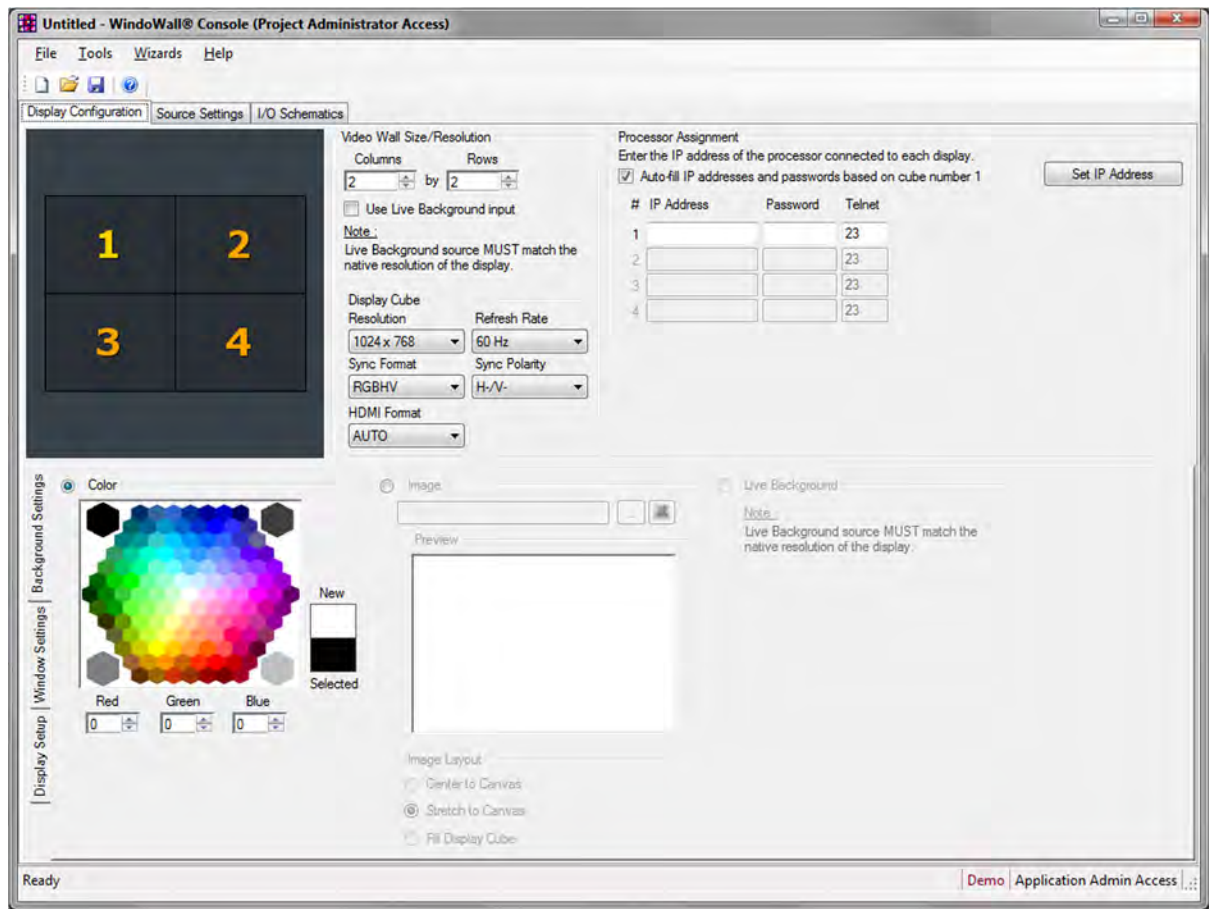 Untitled - WindoWall® Console (Project Administrator Access)
File Tools Wizards Help
Display Configuration Source Settings I/O Schematics
1 2
3 4
Video Wall Size/Resolution
Columns Rows
2 by 2
Use Live Background input
Note :
Live Background source MUST match the
native resolution of the display.
Display Cube
Resolution Refresh Rate
1024 x 768 60 Hz
Sync Format Sync Polarity
RGBHV H-/V-
HDMI Format
AUTO
Processor Assignment
Enter the IP address of the processor connected to each display.
Auto-fill IP addresses and passwords based on cube number 1
Set IP Address
# IP Address Password Telnet
1 23
2 23
3 23
4 23
Background Settings
Window Settings
Display Setup
Color
New
Selected
Red Green Blue
0 0 0
Image
...
Preview
Image Layout
Center to Canvas
Stretch to Canvas
Fill Display Cube
Live Background
Note :
Live Background source MUST match the
native resolution of the display.
Ready
Demo Application Admin Access